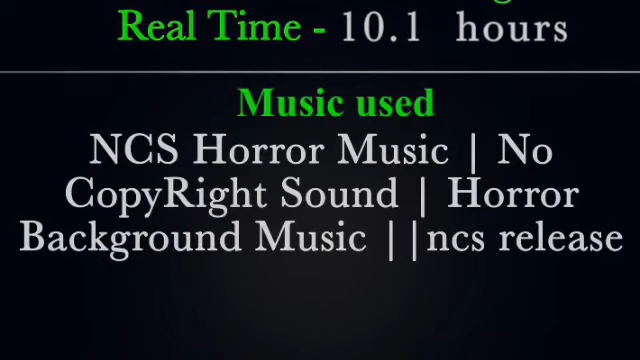 Real Time - 10.1 hours
Music used
NCS Horror Music | No
CopyRight Sound | Horror
Background Music ||ncs release